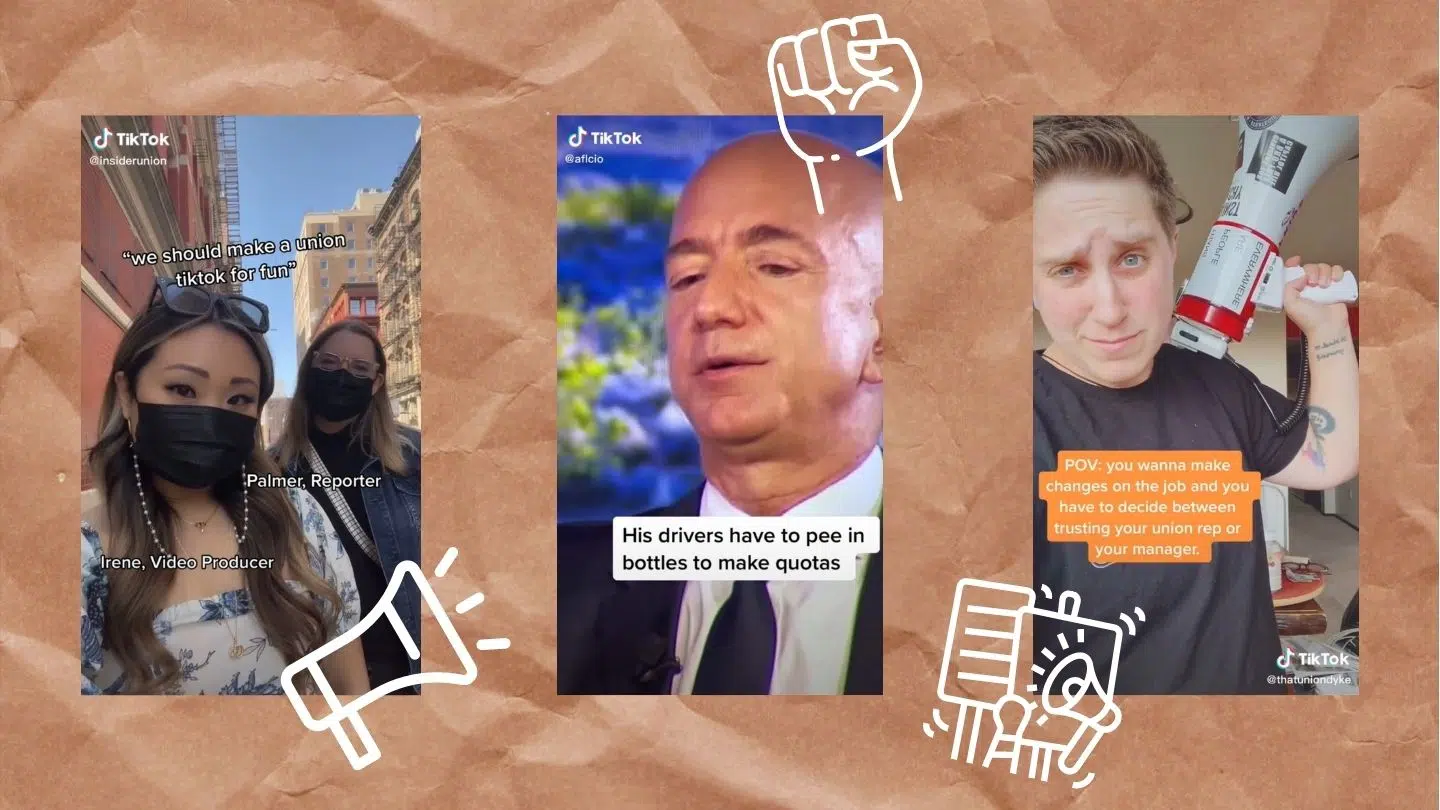 TikTok
@insiderunion
“we should make a union
tiktok for fun”
Palmer, Reporter
Irene, Video Producer
TikTok
@aflcio
His drivers have to pee in
bottles to make quotas
PEOPLE
EVERYWHERE
POV: you wanna make
changes on the job and you
have to decide between
trusting your union rep or
your manager.
TikTok
@thatuniondyke